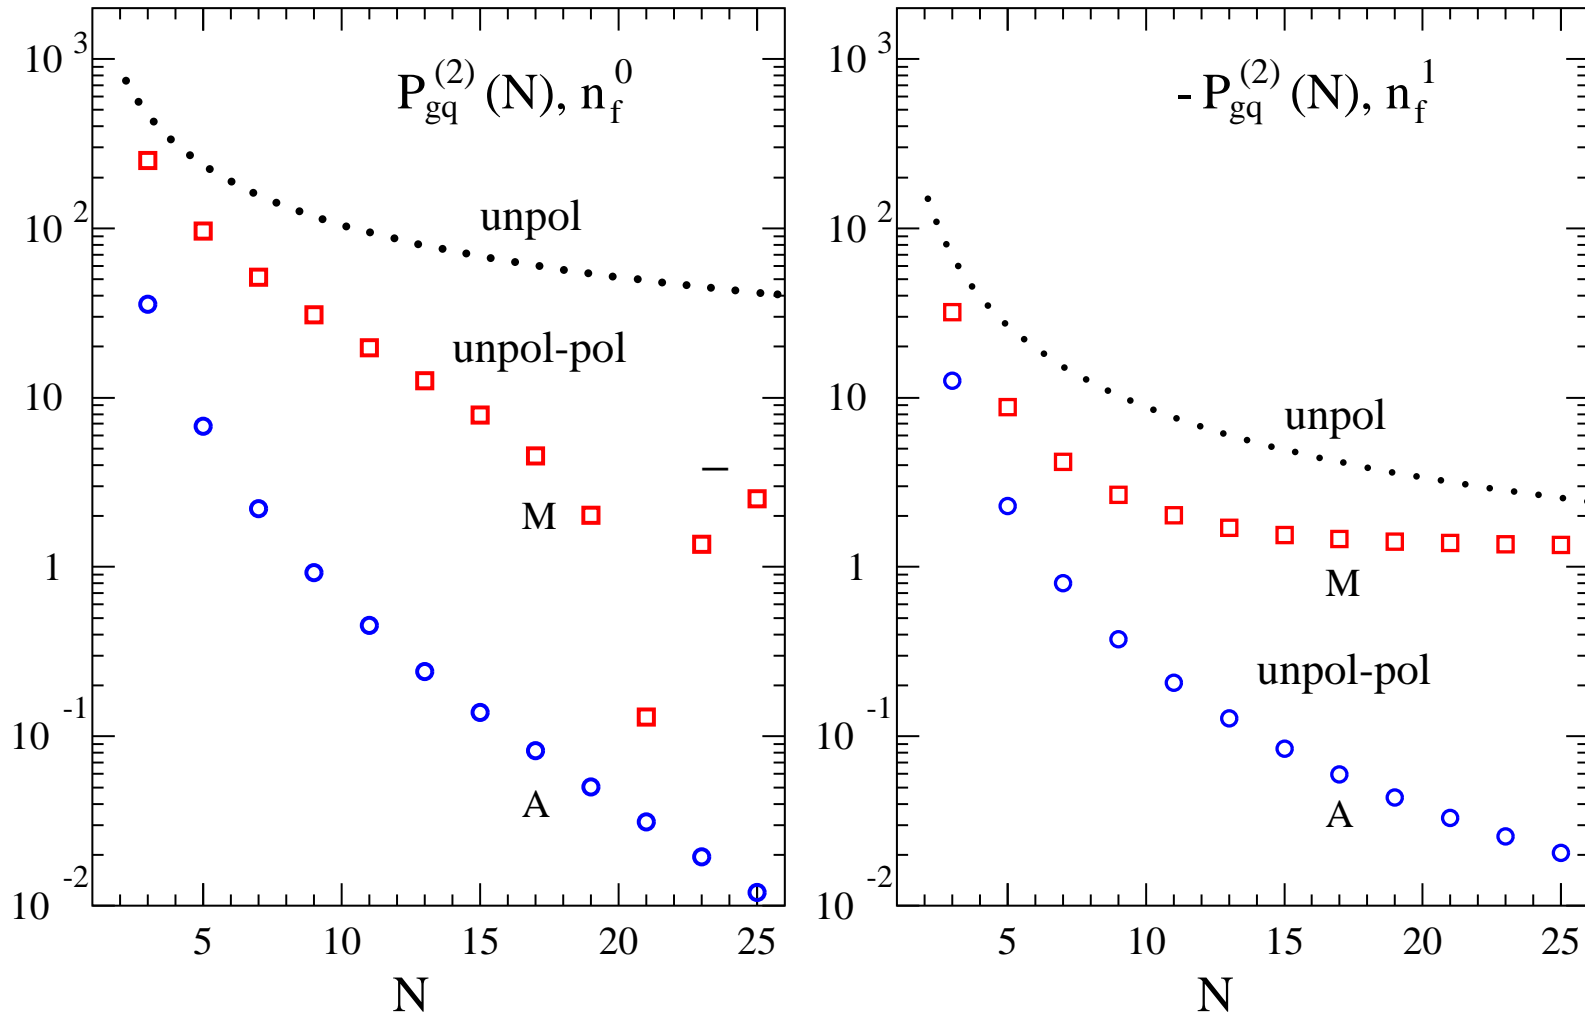 P_gq^(2) (N), n_f^0
10^3
10^2
10
1
10^-1
10^-2
unpol
unpol-pol
M
A
5 10 15 20 25
N
- P_gq^(2) (N), n_f^1
10^3
10^2
10
1
10^-1
10^-2
unpol
M
unpol-pol
A
5 10 15 20 25
N